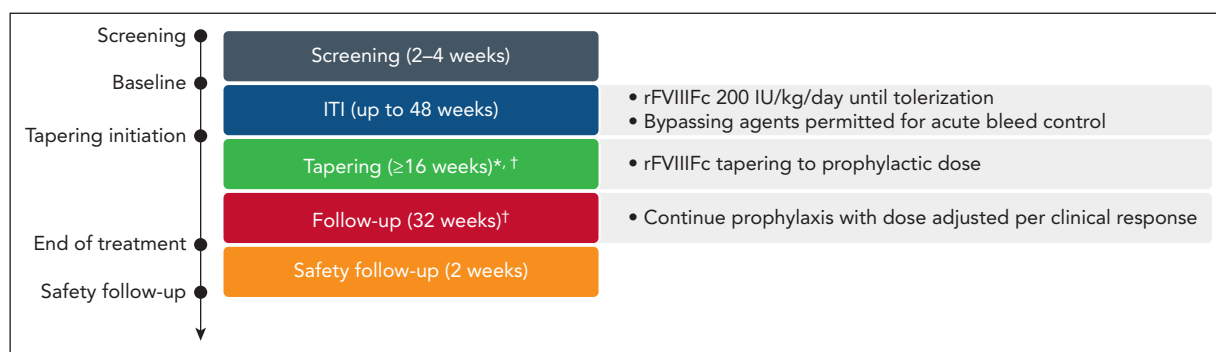 Screening
Screening (2–4 weeks)
Baseline
ITI (up to 48 weeks)
• rFVIIIFc 200 IU/kg/day until tolerization
• Bypassing agents permitted for acute bleed control
Tapering initiation
Tapering (≥16 weeks)*, †
• rFVIIIFc tapering to prophylactic dose
Follow-up (32 weeks)†
• Continue prophylaxis with dose adjusted per clinical response
End of treatment
Safety follow-up (2 weeks)
Safety follow-up